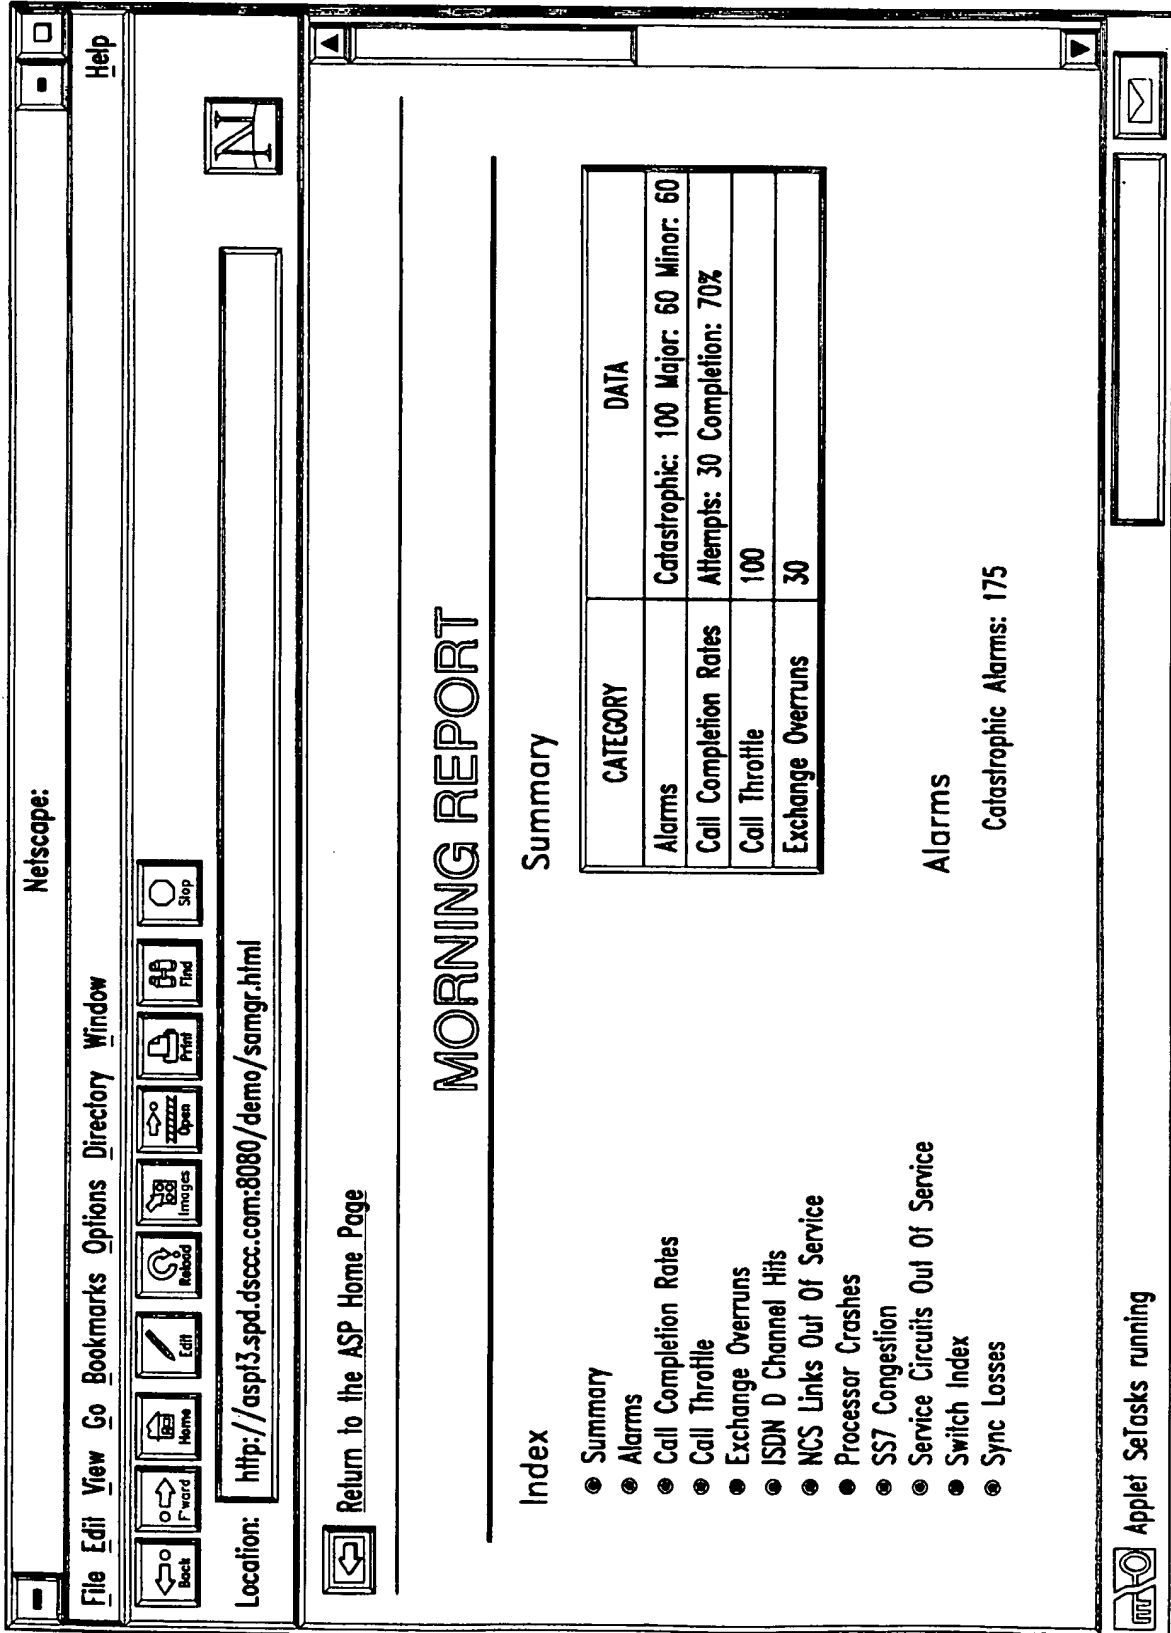 Netscape:
File Edit View Go Bookmarks Options Directory Window Help
Back F'ward Home Edit Reload Images Open Print Find Stop
N
Location: http://aspt3.spd.dsccc.com:8080/demo/samgr.html
Return to the ASP Home Page
MORNING REPORT
Index
Summary
Alarms
Call Completion Rates
Call Throttle
Exchange Overruns
ISDN D Channel Hits
NCS Links Out Of Service
Processor Crashes
SS7 Congestion
Service Circuits Out Of Service
Switch Index
Sync Losses
Summary
CATEGORY DATA
Alarms Catastrophic: 100 Major: 60 Minor: 60
Call Completion Rates Attempts: 30 Completion: 70%
Call Throttle 100
Exchange Overruns 30
Alarms
Catastrophic Alarms: 175
Applet SeTasks running